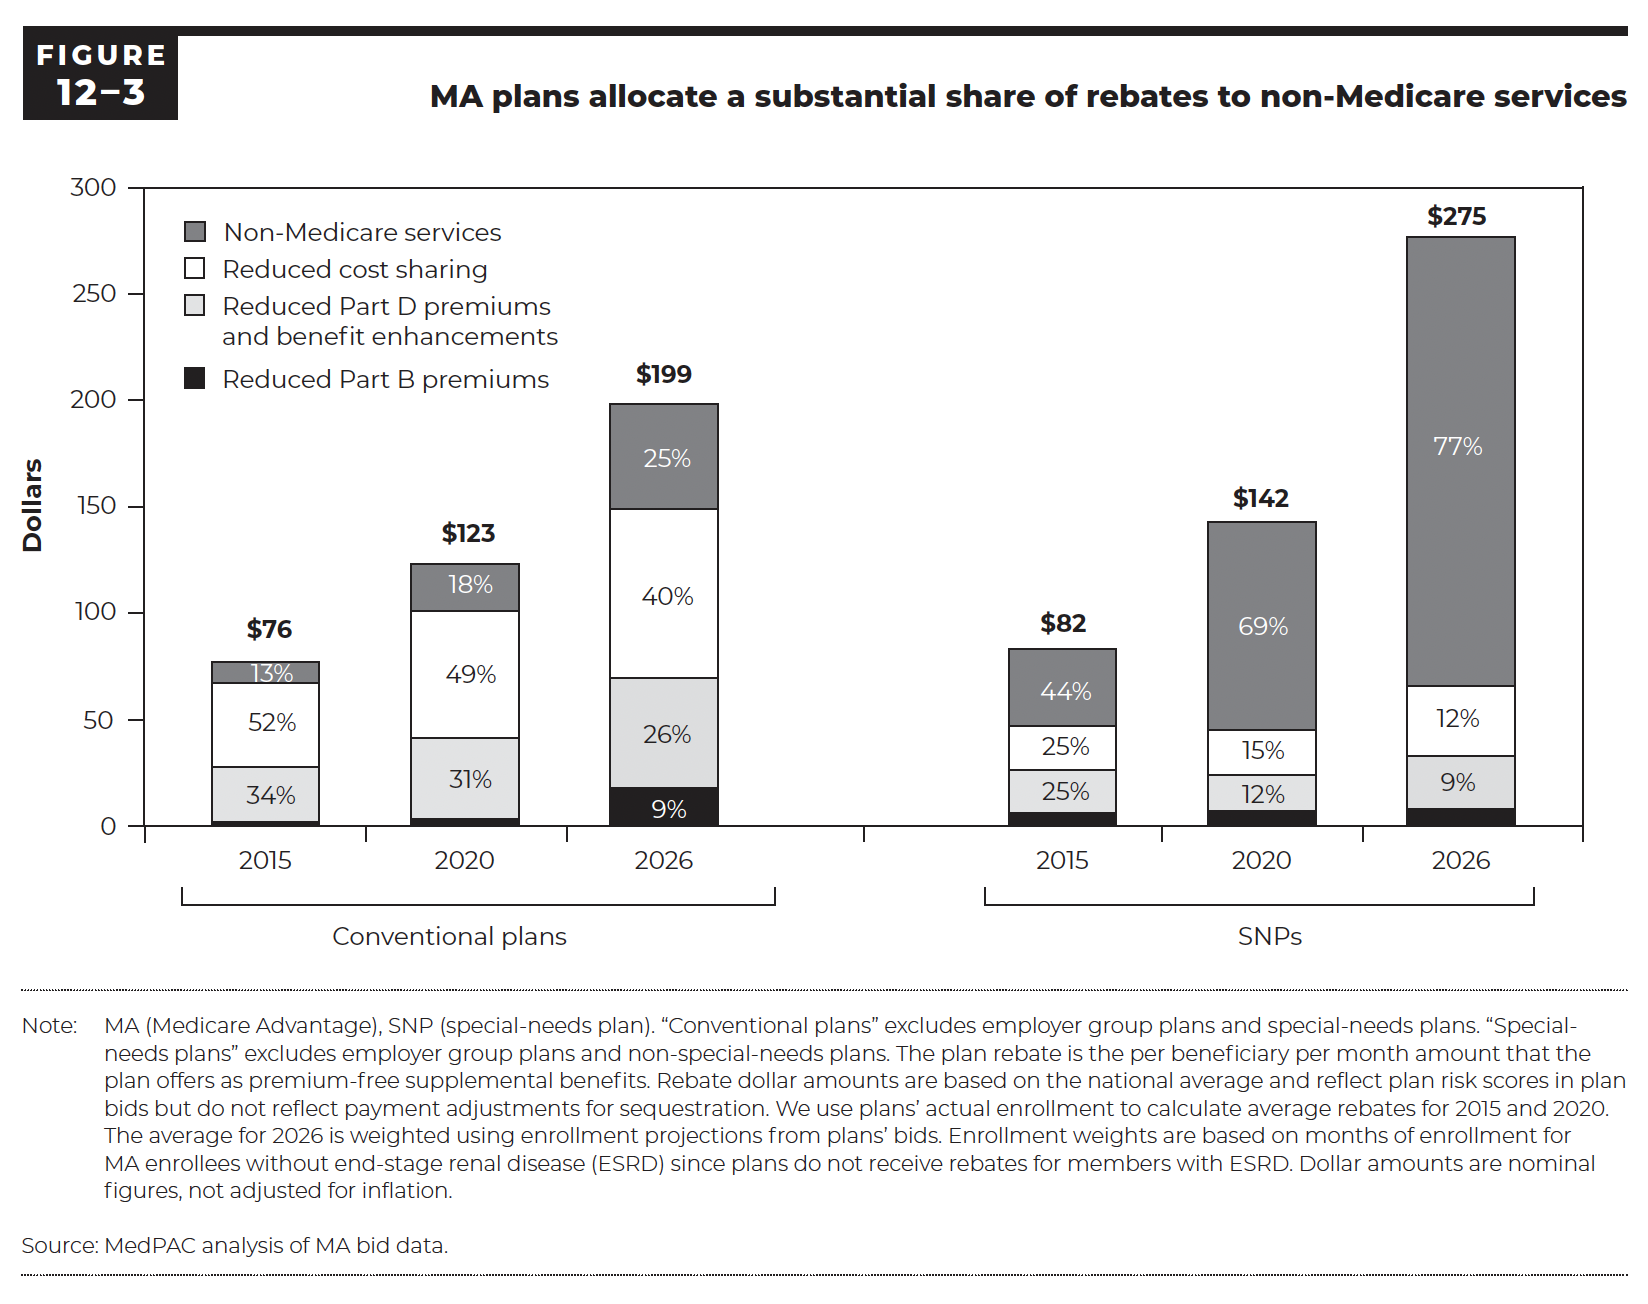 FIGURE
12–3
MA plans allocate a substantial share of rebates to non-Medicare services
300
250
200
150
100
50
0
Dollars
Non-Medicare services
Reduced cost sharing
Reduced Part D premiums
and benefit enhancements
Reduced Part B premiums
$76
13%
52%
34%
$123
18%
49%
31%
$199
25%
40%
26%
9%
$82
44%
25%
25%
$142
69%
15%
12%
$275
77%
12%
9%
2015
2020
2026
2015
2020
2026
Conventional plans
SNPs
Note: MA (Medicare Advantage), SNP (special-needs plan). “Conventional plans” excludes employer group plans and special-needs plans. “Special-
needs plans” excludes employer group plans and non-special-needs plans. The plan rebate is the per beneficiary per month amount that the
plan offers as premium-free supplemental benefits. Rebate dollar amounts are based on the national average and reflect plan risk scores in plan
bids but do not reflect payment adjustments for sequestration. We use plans’ actual enrollment to calculate average rebates for 2015 and 2020.
The average for 2026 is weighted using enrollment projections from plans’ bids. Enrollment weights are based on months of enrollment for
MA enrollees without end-stage renal disease (ESRD) since plans do not receive rebates for members with ESRD. Dollar amounts are nominal
figures, not adjusted for inflation.
Source: MedPAC analysis of MA bid data.